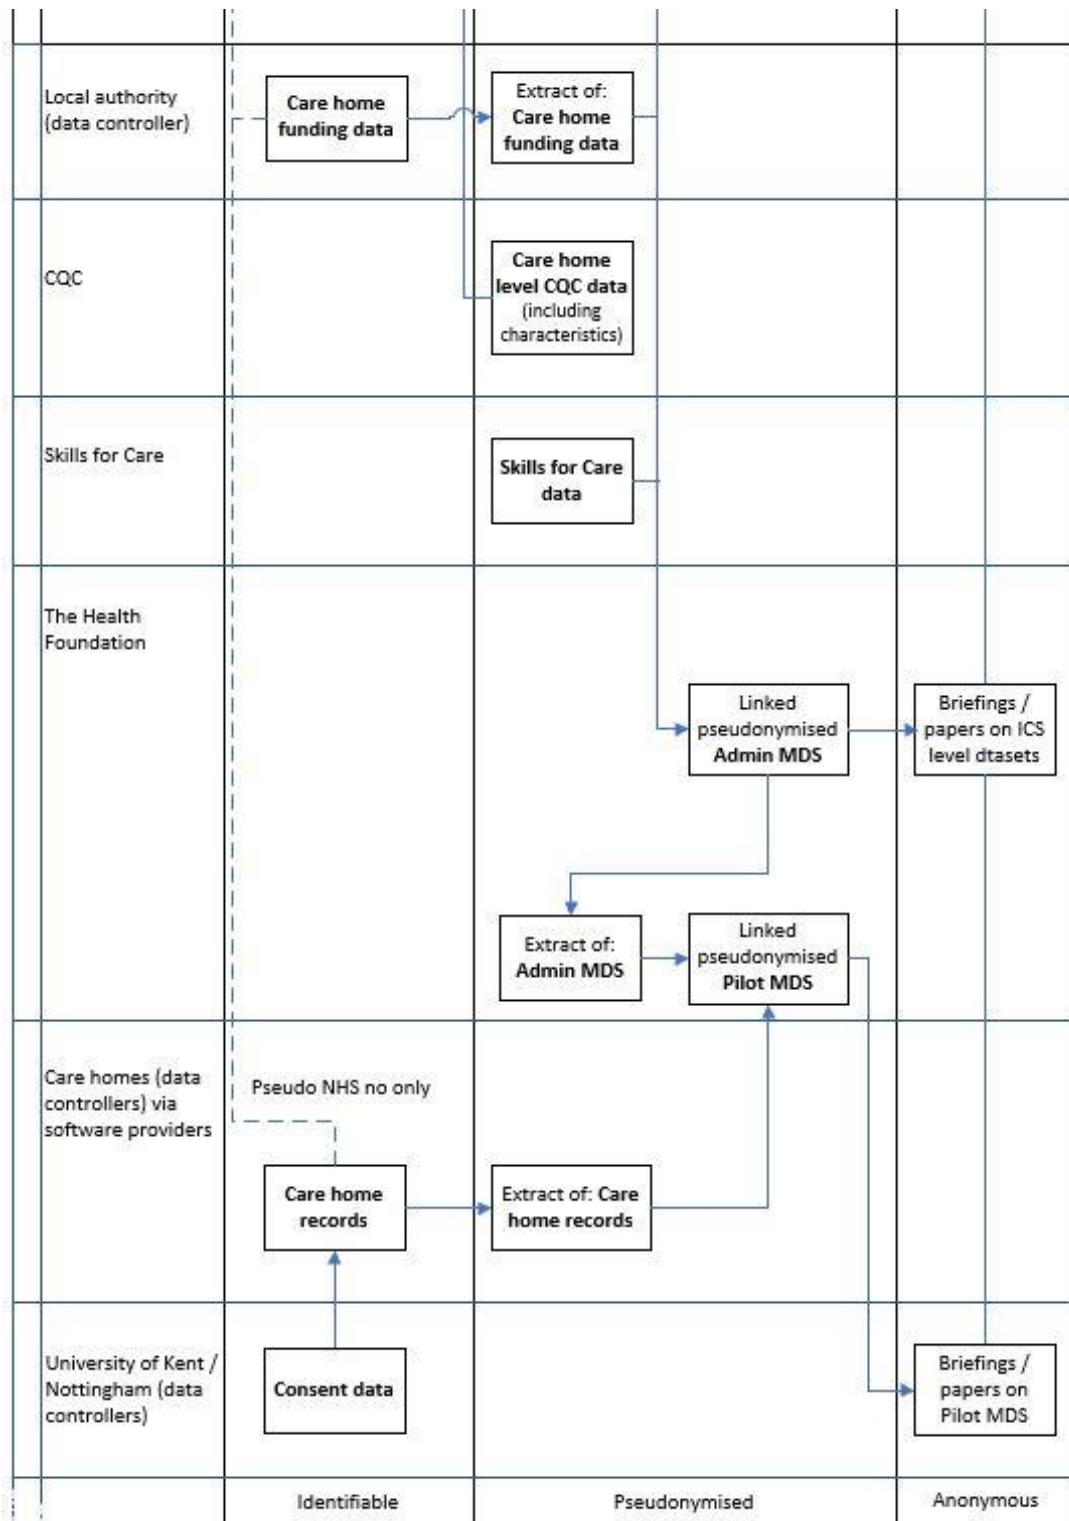 Local authority
(data controller)
Care home
funding data
Extract of:
Care home
funding data
CQC
Care home
level CQC data
(including
characteristics)
Skills for Care
Skills for Care
data
The Health
Foundation
Linked
pseudonymised
Admin MDS
Briefings /
papers on ICS
level dtasets
Extract of:
Admin MDS
Linked
pseudonymised
Pilot MDS
Care homes (data
controllers) via
software providers
Pseudo NHS no only
Care home
records
Extract of: Care
home records
University of Kent /
Nottingham (data
controllers)
Consent data
Briefings /
papers on
Pilot MDS
Identifiable
Pseudonymised
Anonymous